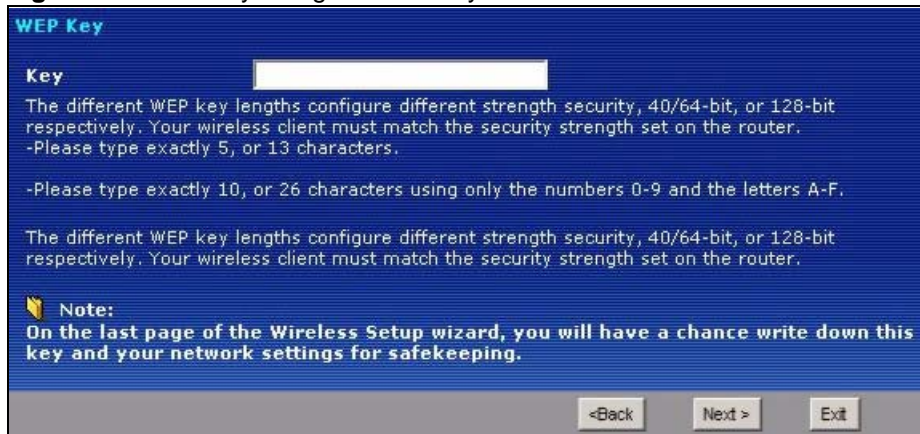 WEP Key
Key
The different WEP key lengths configure different strength security, 40/64-bit, or 128-bit
respectively. Your wireless client must match the security strength set on the router.
-Please type exactly 5, or 13 characters.
-Please type exactly 10, or 26 characters using only the numbers 0-9 and the letters A-F.
The different WEP key lengths configure different strength security, 40/64-bit, or 128-bit
respectively. Your wireless client must match the security strength set on the router.
Note:
On the last page of the Wireless Setup wizard, you will have a chance write down this
key and your network settings for safekeeping.
<Back Next > Exit